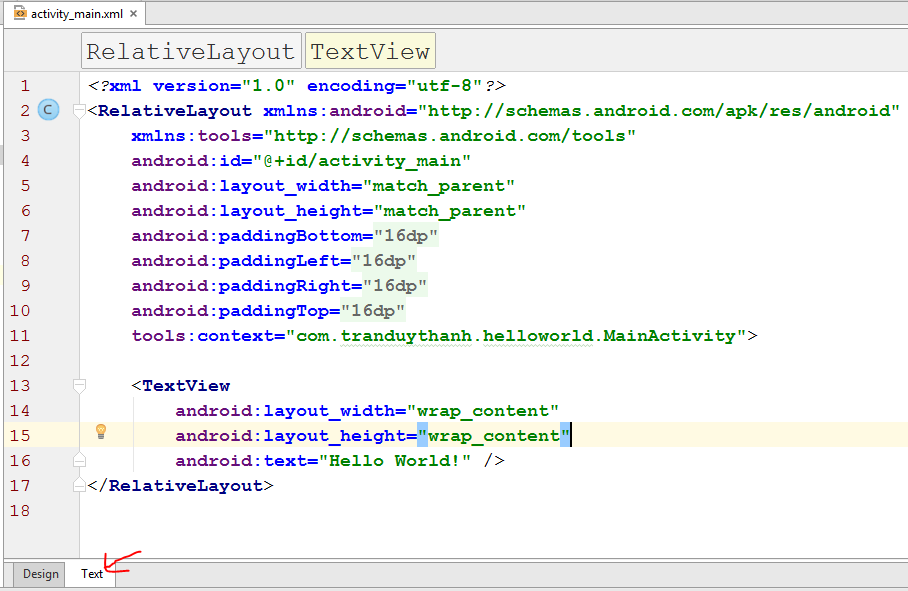 activity_main.xml ×
RelativeLayout TextView
1 <?xml version="1.0" encoding="utf-8"?>
2 C <RelativeLayout xmlns:android="http://schemas.android.com/apk/res/android"
3 xmlns:tools="http://schemas.android.com/tools"
4 android:id="@+id/activity_main"
5 android:layout_width="match_parent"
6 android:layout_height="match_parent"
7 android:paddingBottom="16dp"
8 android:paddingLeft="16dp"
9 android:paddingRight="16dp"
10 android:paddingTop="16dp"
11 tools:context="com.tranduythanh.helloworld.MainActivity">
12
13 <TextView
14 android:layout_width="wrap_content"
15 android:layout_height="wrap_content"
16 android:text="Hello World!" />
17 </RelativeLayout>
18
Design Text